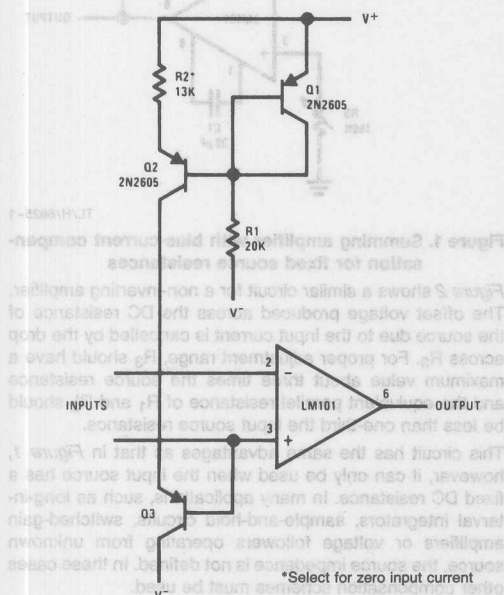 OUTPUT
V+
R2*
13K
Q1
2N2605
Q2
2N2605
R1
20K
V-
TL/H/6825-1
Figure 1. Summing amplifier with bias-current compen-
sation for fixed source resistances
Figure 2 shows a similar circuit for a non-inverting amplifier.
The offset voltage produced across the DC resistance of
the source due to the input current is cancelled by the drop
across R5. For proper adjustment range, R3 should have a
maximum value about three times the source resistance
and the equivalent parallel resistance of R1 and R2 should
be less than one-third the input source resistance.
2
3
INPUTS
-
+
LM101
6
OUTPUT
This circuit has the same advantages as that in Figure 1,
however, it can only be used when the input source has a
fixed DC resistance. In many applications, such as long-in-
terval integrators, sample-and-hold circuits, switched-gain
amplifiers or voltage followers operating from unknown
source, the source impedance is not defined. In these cases
other compensation schemes must be used.
Q3
V-
*Select for zero input current